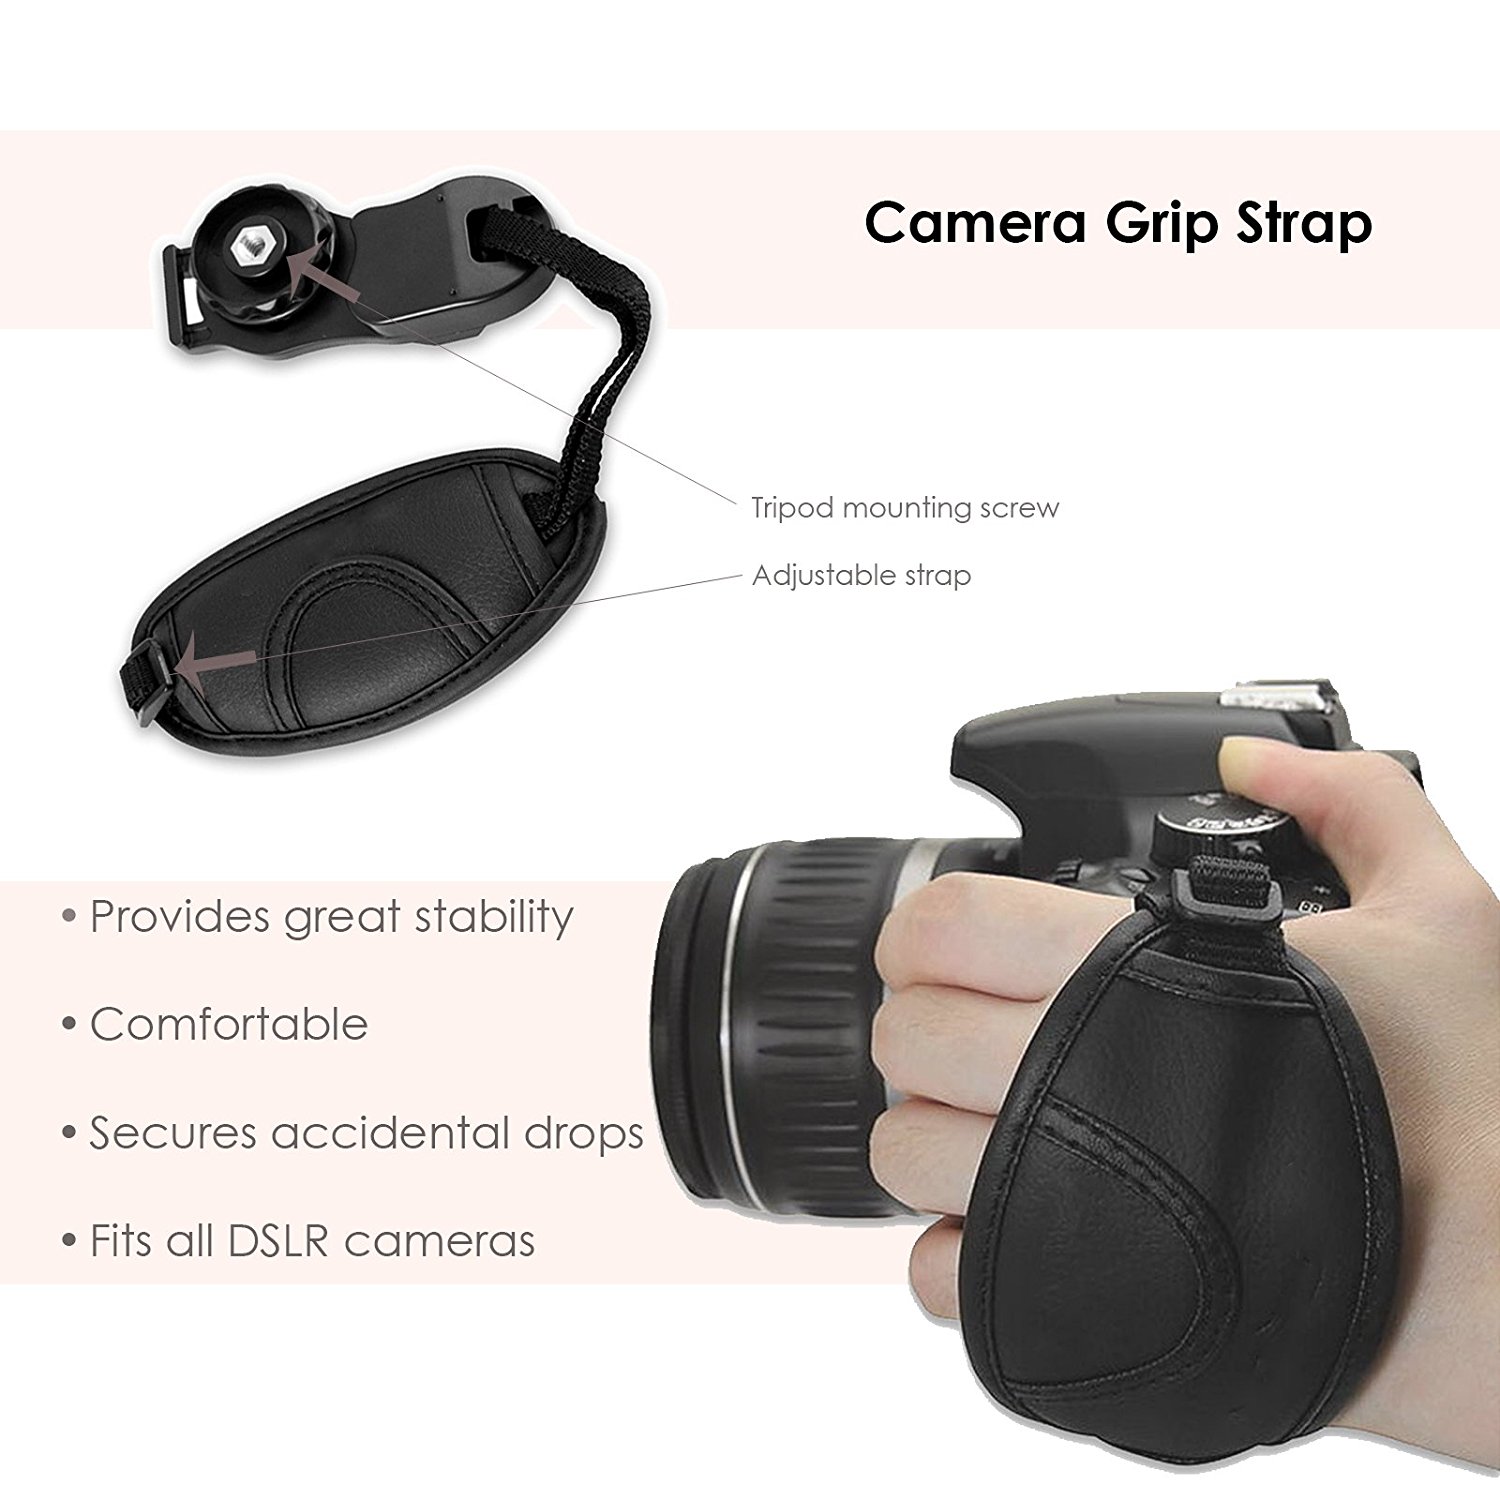 Camera Grip Strap
Tripod mounting screw
Adjustable strap
• Provides great stability
• Comfortable
• Secures accidental drops
• Fits all DSLR cameras